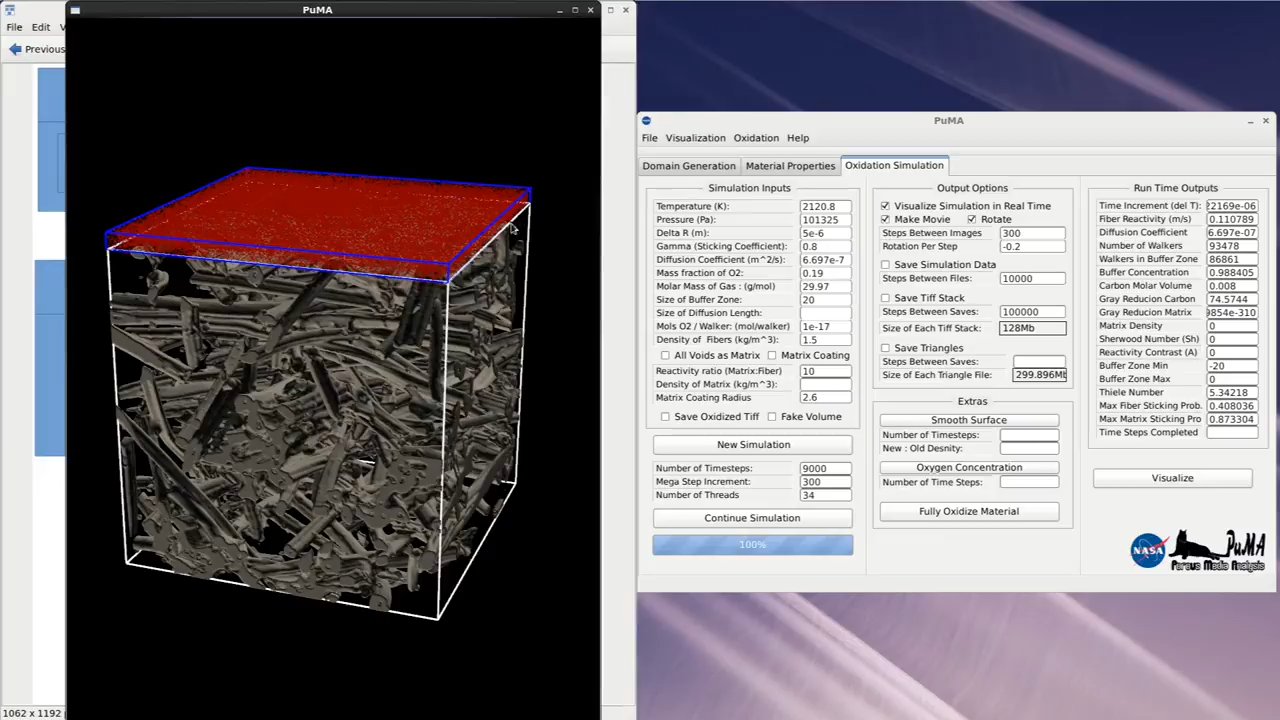 PuMA
File Edit V
Previous
1062 x 1192 p
PuMA
File Visualization Oxidation Help
Domain Generation Material Properties Oxidation Simulation
Simulation Inputs
Temperature (K): 2120.8
Pressure (Pa): 101325
Delta R (m): 5e-6
Gamma (Sticking Coefficient): 0.8
Diffusion Coefficient (m^2/s): 6.697e-7
Mass fraction of O2: 0.19
Molar Mass of Gas : (g/mol) 29.97
Size of Buffer Zone: 20
Size of Diffusion Length:
Mols O2 / Walker: (mol/walker) 1e-17
Density of Fibers (kg/m^3): 1.5
All Voids as Matrix Matrix Coating
Reactivity ratio (Matrix:Fiber) 10
Density of Matrix (kg/m^3):
Matrix Coating Radius 2.6
Save Oxidized Tiff Fake Volume
New Simulation
Number of Timesteps: 9000
Mega Step Increment: 300
Number of Threads 34
Continue Simulation
100%
Output Options
Visualize Simulation in Real Time
Make Movie Rotate
Steps Between Images 300
Rotation Per Step -0.2
Save Simulation Data
Steps Between Files: 10000
Save Tiff Stack
Steps Between Saves: 100000
Size of Each Tiff Stack: 128Mb
Save Triangles
Steps Between Saves:
Size of Each Triangle File: 299.896Mb
Extras
Smooth Surface
Number of Timesteps:
New : Old Desnity:
Oxygen Concentration
Number of Time Steps:
Fully Oxidize Material
Run Time Outputs
Time Increment (del T): 22169e-06
Fiber Reactivity (m/s) 0.110789
Diffusion Coefficient 6.697e-07
Number of Walkers 93478
Walkers in Buffer Zone 86861
Buffer Concentration 0.988405
Carbon Molar Volume 0.008
Gray Reducion Carbon 74.5744
Gray Reducion Matrix 9854e-310
Matrix Density 0
Sherwood Number (Sh) 0
Reactivity Contrast (A) 0
Buffer Zone Min -20
Buffer Zone Max 0
Thiele Number 5.34218
Max Fiber Sticking Prob. 0.408036
Max Matrix Sticking Pro 0.873304
Time Steps Completed
Visualize
NASA
PuMA
Porous Media Analysis